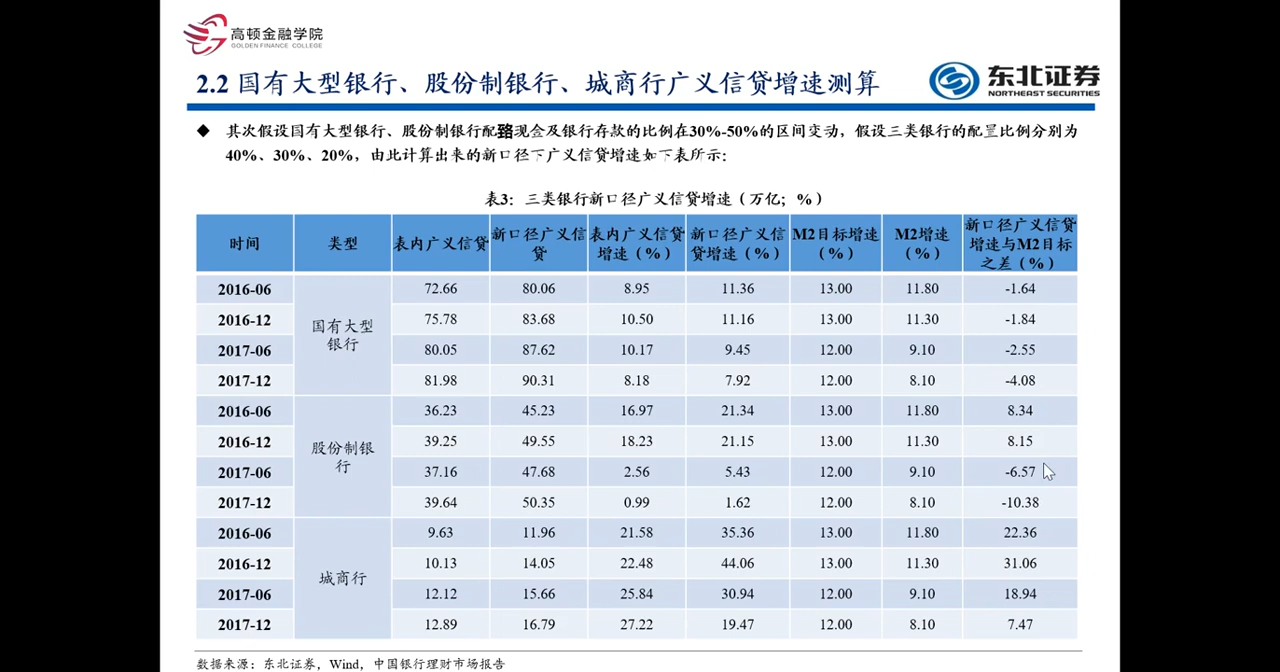 高顿金融学院
GOLDEN FINANCE COLLEGE
2.2 国有大型银行、股份制银行、城商行广义信贷增速测算
东北证券
NORTHEAST SECURITIES
◆ 其次假设国有大型银行、股份制银行配臵现金及银行存款的比例在30%-50%的区间变动，假设三类银行的配置比例分别为
40%、30%、20%，由此计算出来的新口径下广义信贷增速如下表所示：
表3：三类银行新口径广义信贷增速（万亿；%）
时间 类型 表内广义信贷 新口径广义信贷 表内广义信贷增速（%） 新口径广义信贷增速（%） M2目标增速（%） M2增速（%） 新口径广义信贷增速与M2目标之差（%）
2016-06 国有大型银行 72.66 80.06 8.95 11.36 13.00 11.80 -1.64
2016-12 75.78 83.68 10.50 11.16 13.00 11.30 -1.84
2017-06 80.05 87.62 10.17 9.45 12.00 9.10 -2.55
2017-12 81.98 90.31 8.18 7.92 12.00 8.10 -4.08
2016-06 股份制银行 36.23 45.23 16.97 21.34 13.00 11.80 8.34
2016-12 39.25 49.55 18.23 21.15 13.00 11.30 8.15
2017-06 37.16 47.68 2.56 5.43 12.00 9.10 -6.57
2017-12 39.64 50.35 0.99 1.62 12.00 8.10 -10.38
2016-06 城商行 9.63 11.96 21.58 35.36 13.00 11.80 22.36
2016-12 10.13 14.05 22.48 44.06 13.00 11.30 31.06
2017-06 12.12 15.66 25.84 30.94 12.00 9.10 18.94
2017-12 12.89 16.79 27.22 19.47 12.00 8.10 7.47
数据来源：东北证券，Wind，中国银行理财市场报告